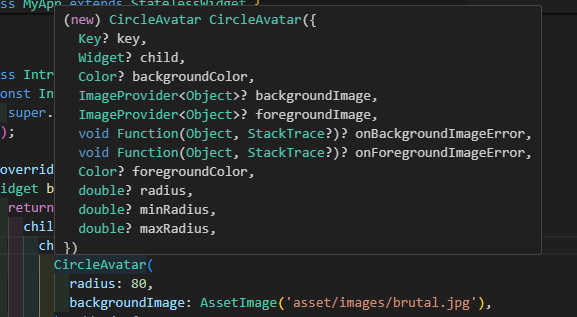 ss MyApp extends StatelessWidget {
(new) CircleAvatar CircleAvatar({
Key? key,
Widget? child,
Color? backgroundColor,
ImageProvider<Object>? backgroundImage,
ImageProvider<Object>? foregroundImage,
void Function(Object, StackTrace?)? onBackgroundImageError,
void Function(Object, StackTrace?)? onForegroundImageError,
Color? foregroundColor,
double? radius,
double? minRadius,
double? maxRadius,
})
ss Intr
onst In
super.
);
override
idget b
return
chil
ch
CircleAvatar(
radius: 80,
backgroundImage: AssetImage('asset/images/brutal.jpg'),